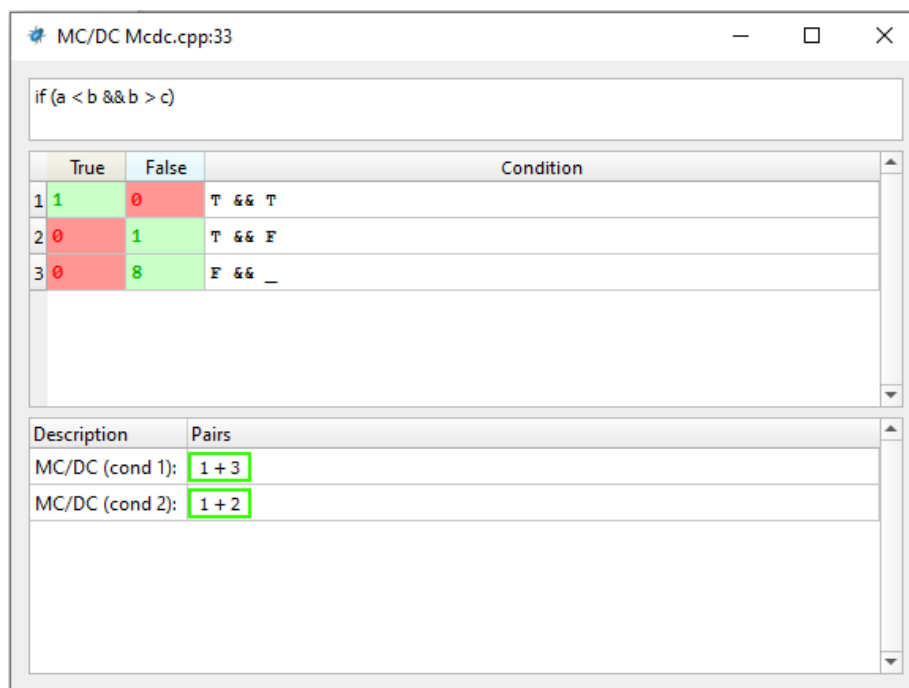 MC/DC Mcdc.cpp:33
if (a < b && b > c)
True False Condition
1 1 0 T && T
2 0 1 T && F
3 0 8 F && _
Description Pairs
MC/DC (cond 1): 1 + 3
MC/DC (cond 2): 1 + 2